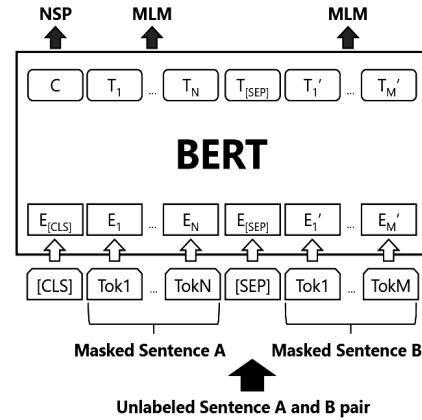 NSP MLM MLM
C T1 ... TN T[SEP] T1′ ... TM′
BERT
E[CLS] E1 ... EN E[SEP] E1′ ... EM′
[CLS] Tok1 ... TokN [SEP] Tok1 ... TokM
Masked Sentence A Masked Sentence B
Unlabeled Sentence A and B pair